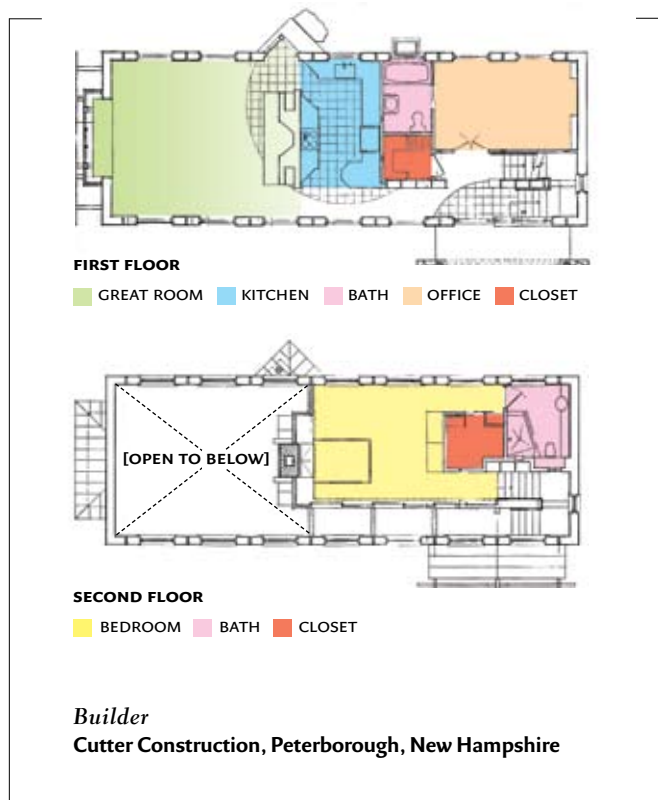 FIRST FLOOR
GREAT ROOM KITCHEN BATH OFFICE CLOSET
[OPEN TO BELOW]
SECOND FLOOR
BEDROOM BATH CLOSET
Builder
Cutter Construction, Peterborough, New Hampshire